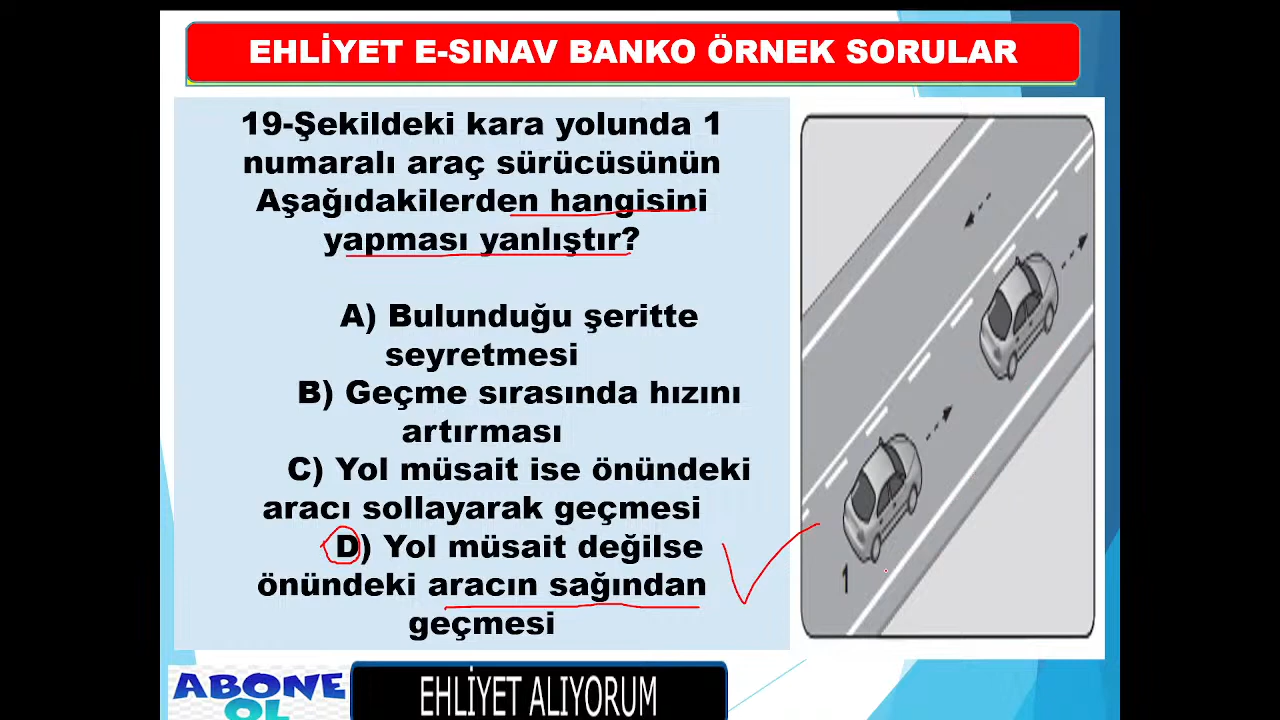 EHLİYET E-SINAV BANKO ÖRNEK SORULAR
19-Şekildeki kara yolunda 1
numaralı araç sürücüsünün
Aşağıdakilerden hangisini
yapması yanlıştır?
A) Bulunduğu şeritte
seyretmesi
B) Geçme sırasında hızını
artırması
C) Yol müsait ise önündeki
aracı sollayarak geçmesi
D) Yol müsait değilse
önündeki aracın sağından
geçmesi
1
ABONE
OL
EHLİYET ALIYORUM